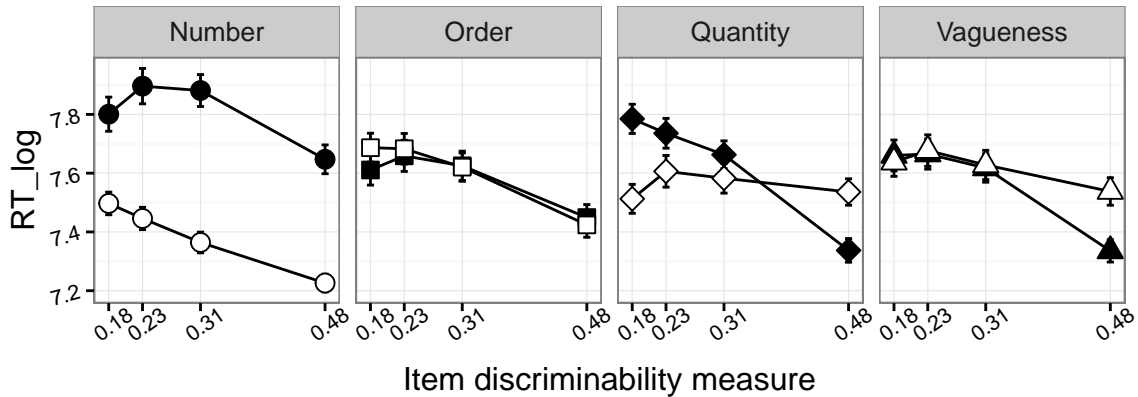 Number Order Quantity Vagueness
RT_log
7.8
7.6
7.4
7.2
0.18 0.23 0.31 0.48 0.18 0.23 0.31 0.48 0.18 0.23 0.31 0.48 0.18 0.23 0.31 0.48
Item discriminability measure